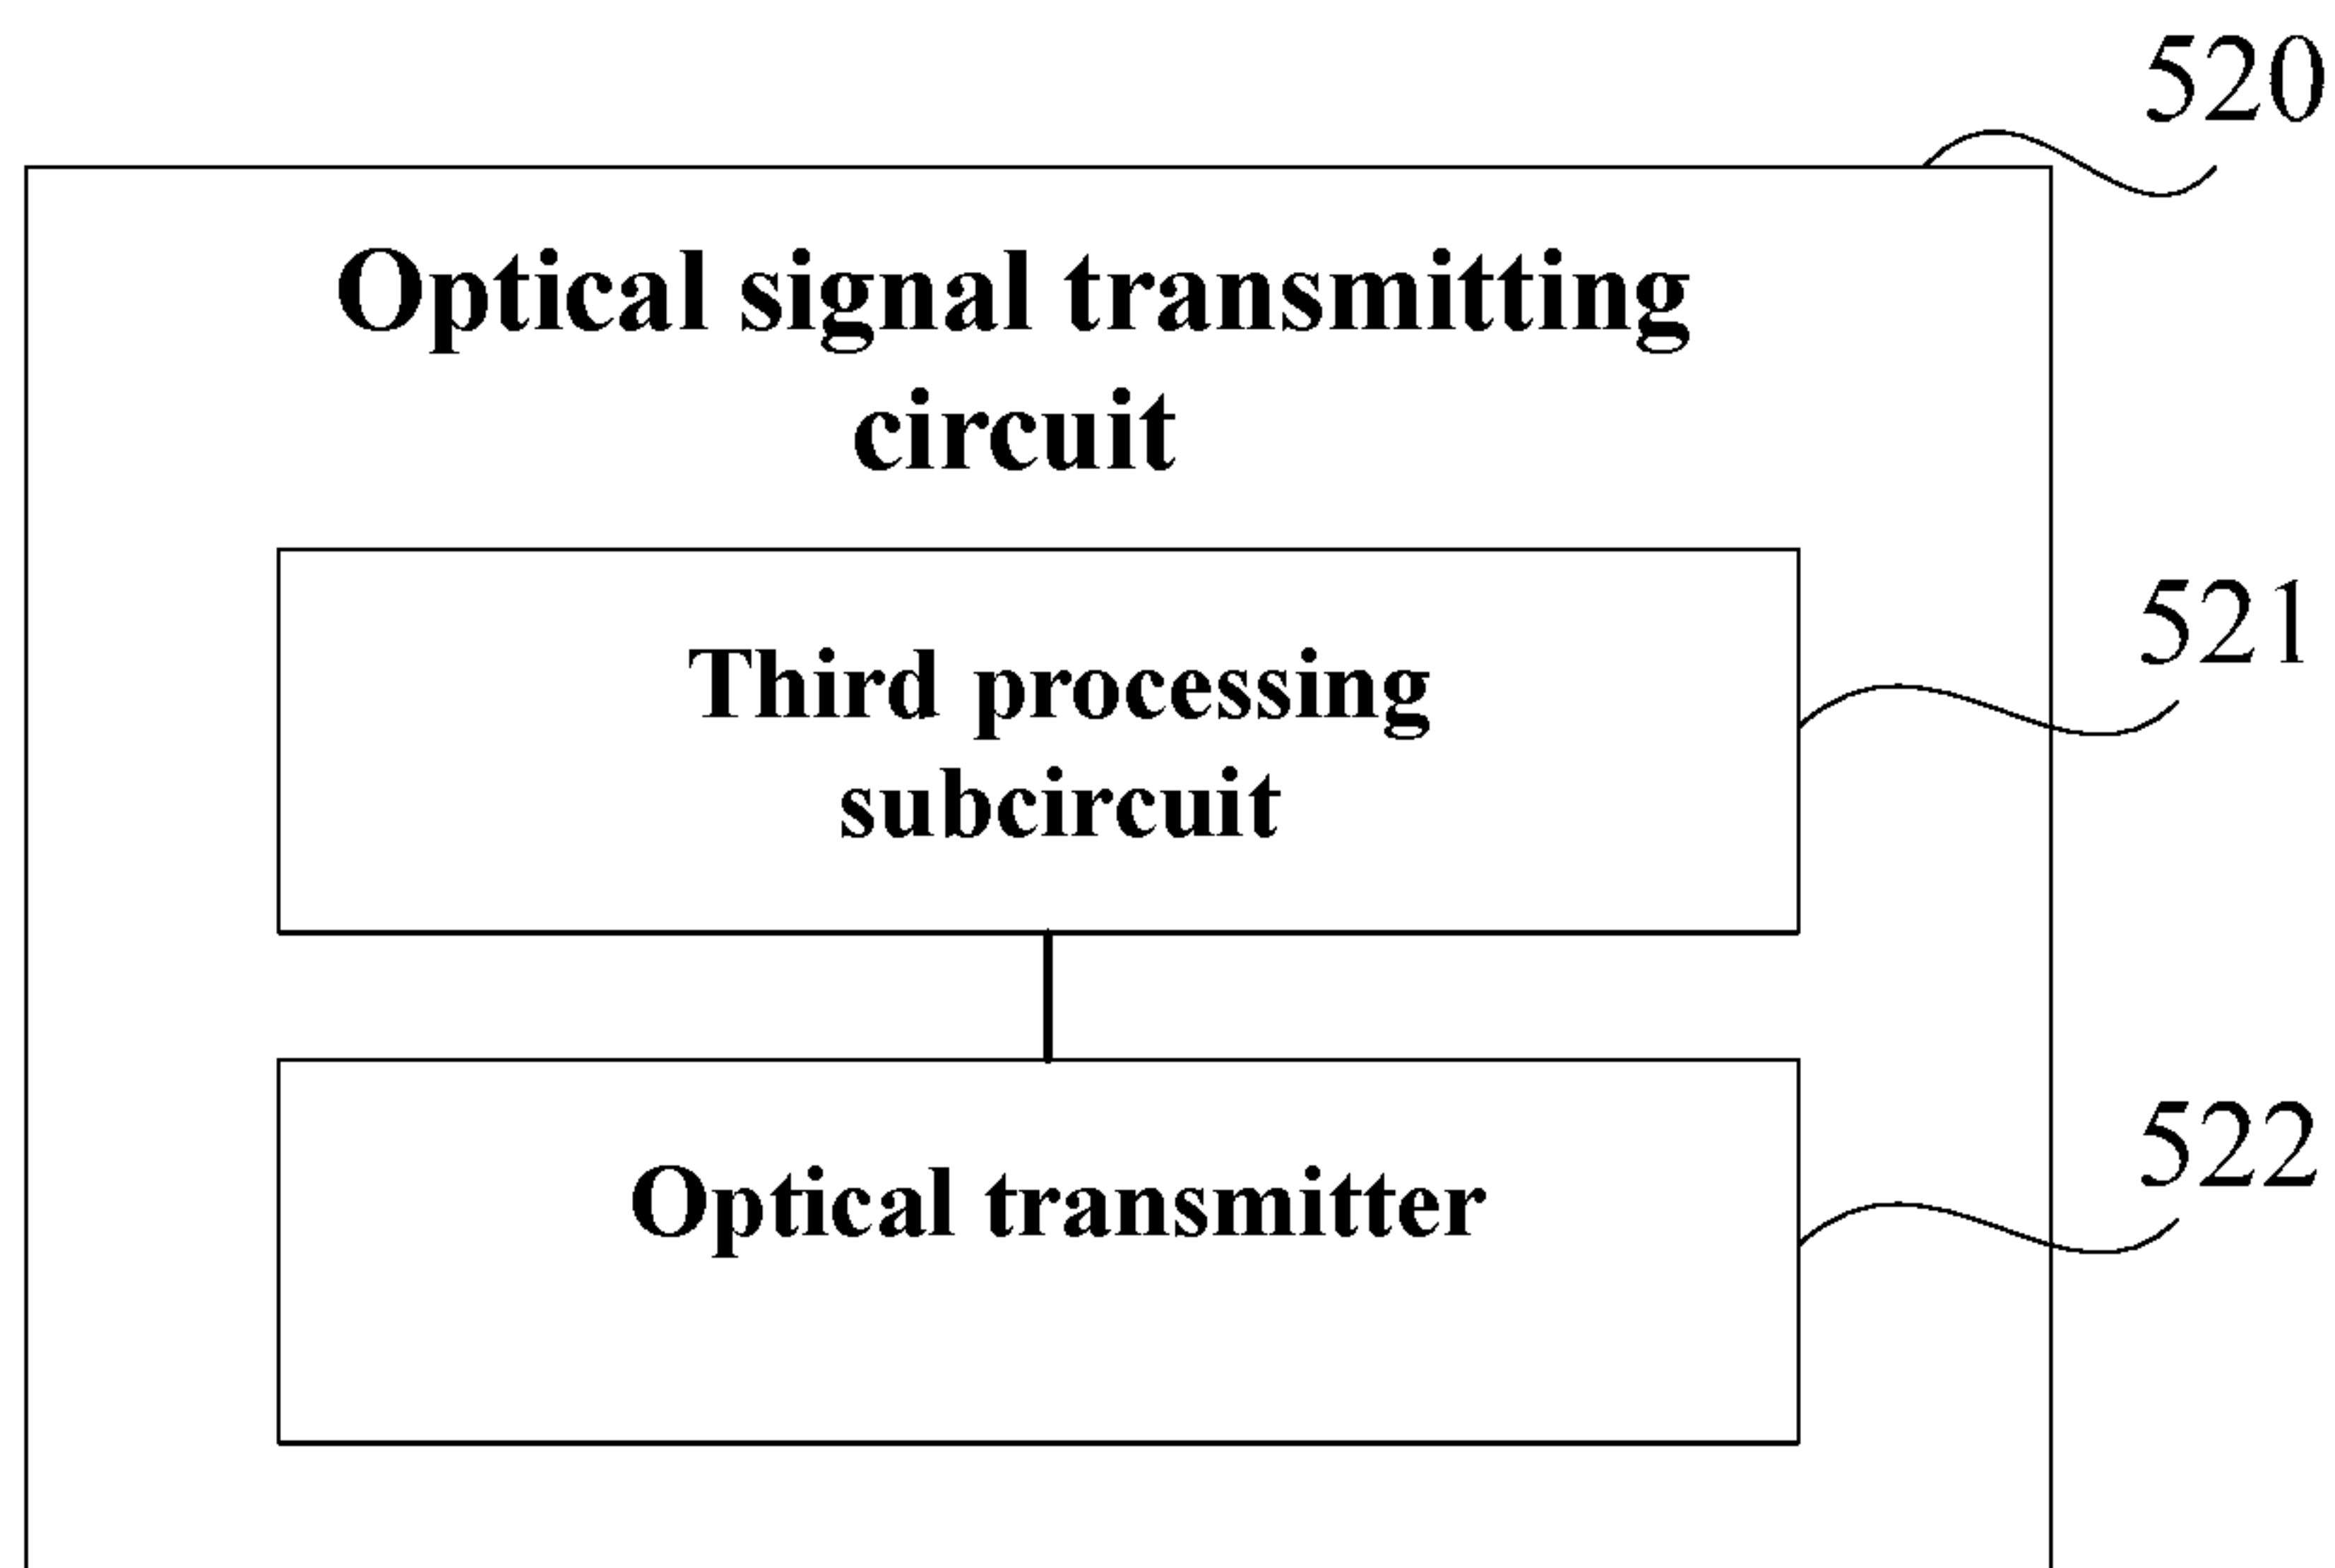 520
Optical signal transmitting
circuit
521
Third processing
subcircuit
522
Optical transmitter